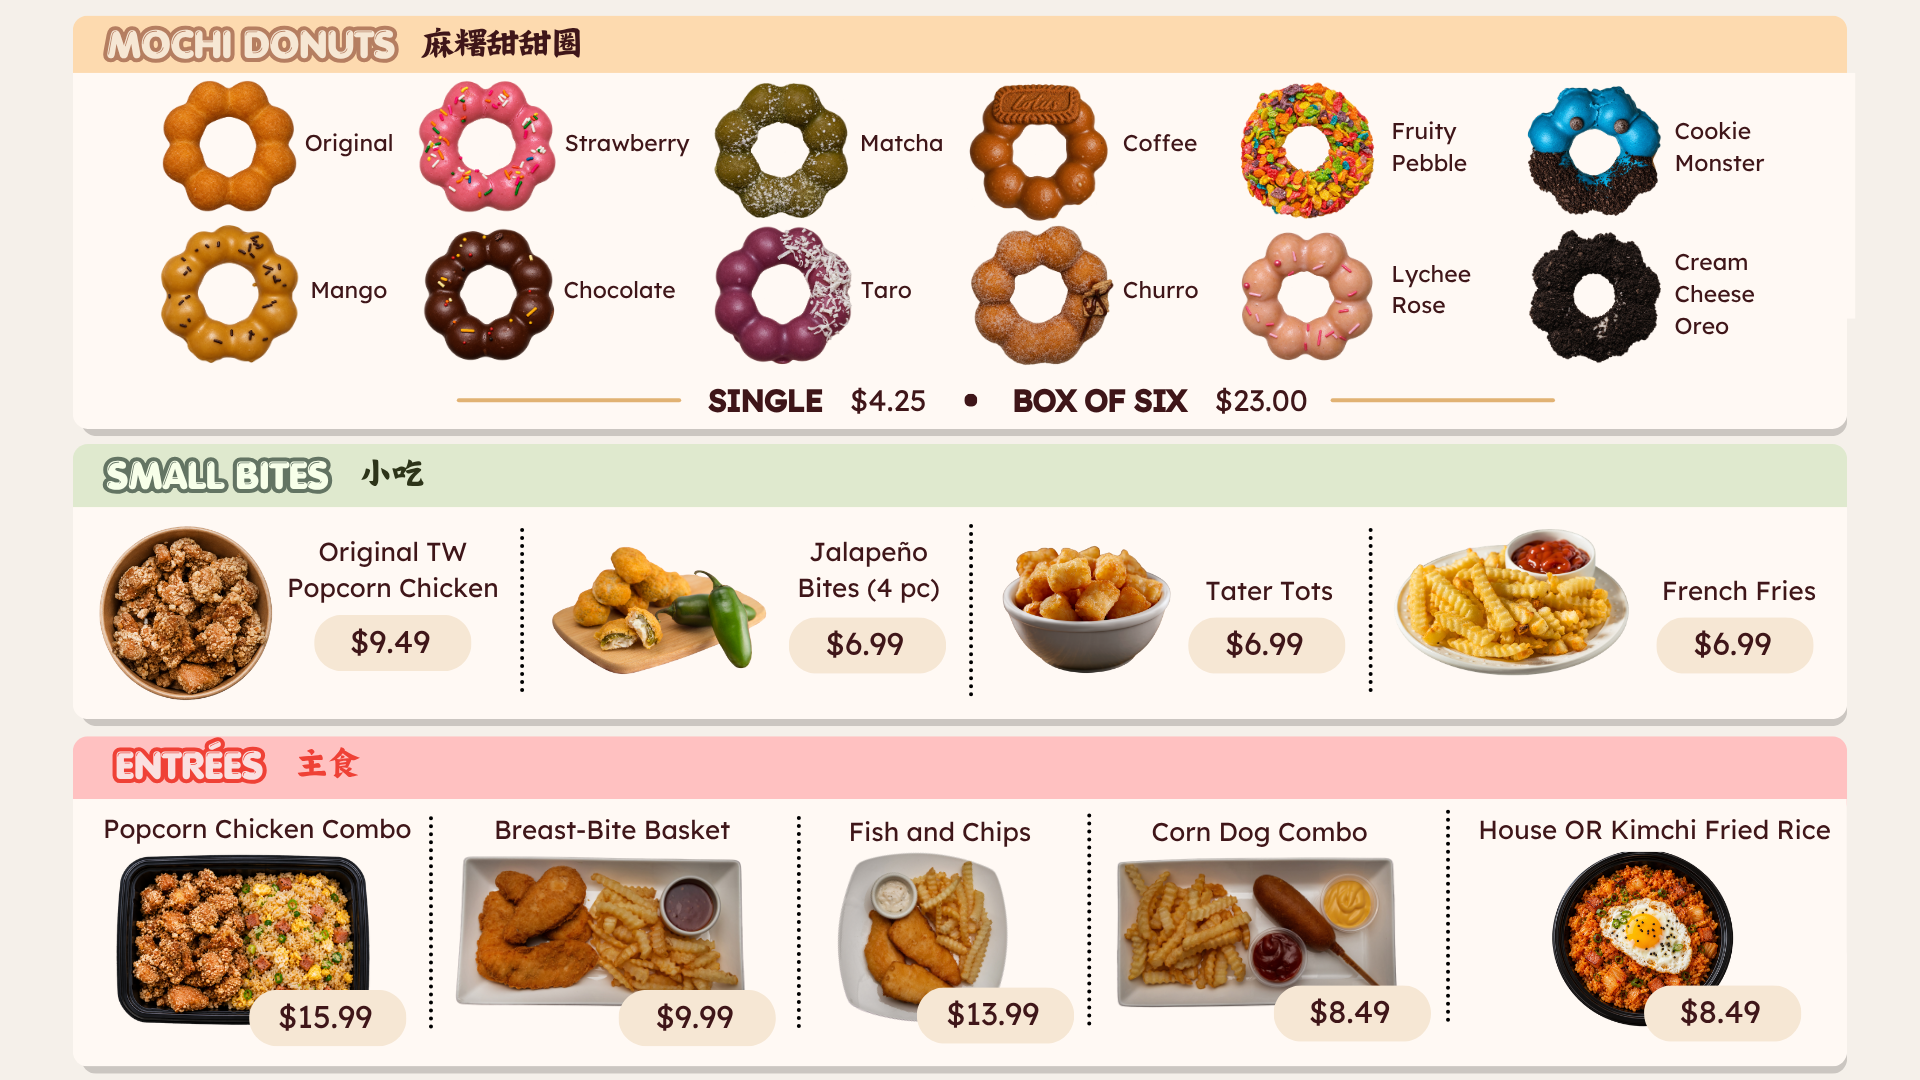 MOCHI DONUTS 麻糬甜甜圈
Original
Strawberry
Matcha
Lotus
Coffee
Fruity
Pebble
Cookie
Monster
Mango
Chocolate
Taro
Churro
Lychee
Rose
Cream
Cheese
Oreo
SINGLE $4.25 • BOX OF SIX $23.00
SMALL BITES 小吃
Original TW
Popcorn Chicken
$9.49
Jalapeño
Bites (4 pc)
$6.99
Tater Tots
$6.99
French Fries
$6.99
ENTRÉES 主食
Popcorn Chicken Combo
$15.99
Breast-Bite Basket
$9.99
Fish and Chips
$13.99
Corn Dog Combo
$8.49
House OR Kimchi Fried Rice
$8.49